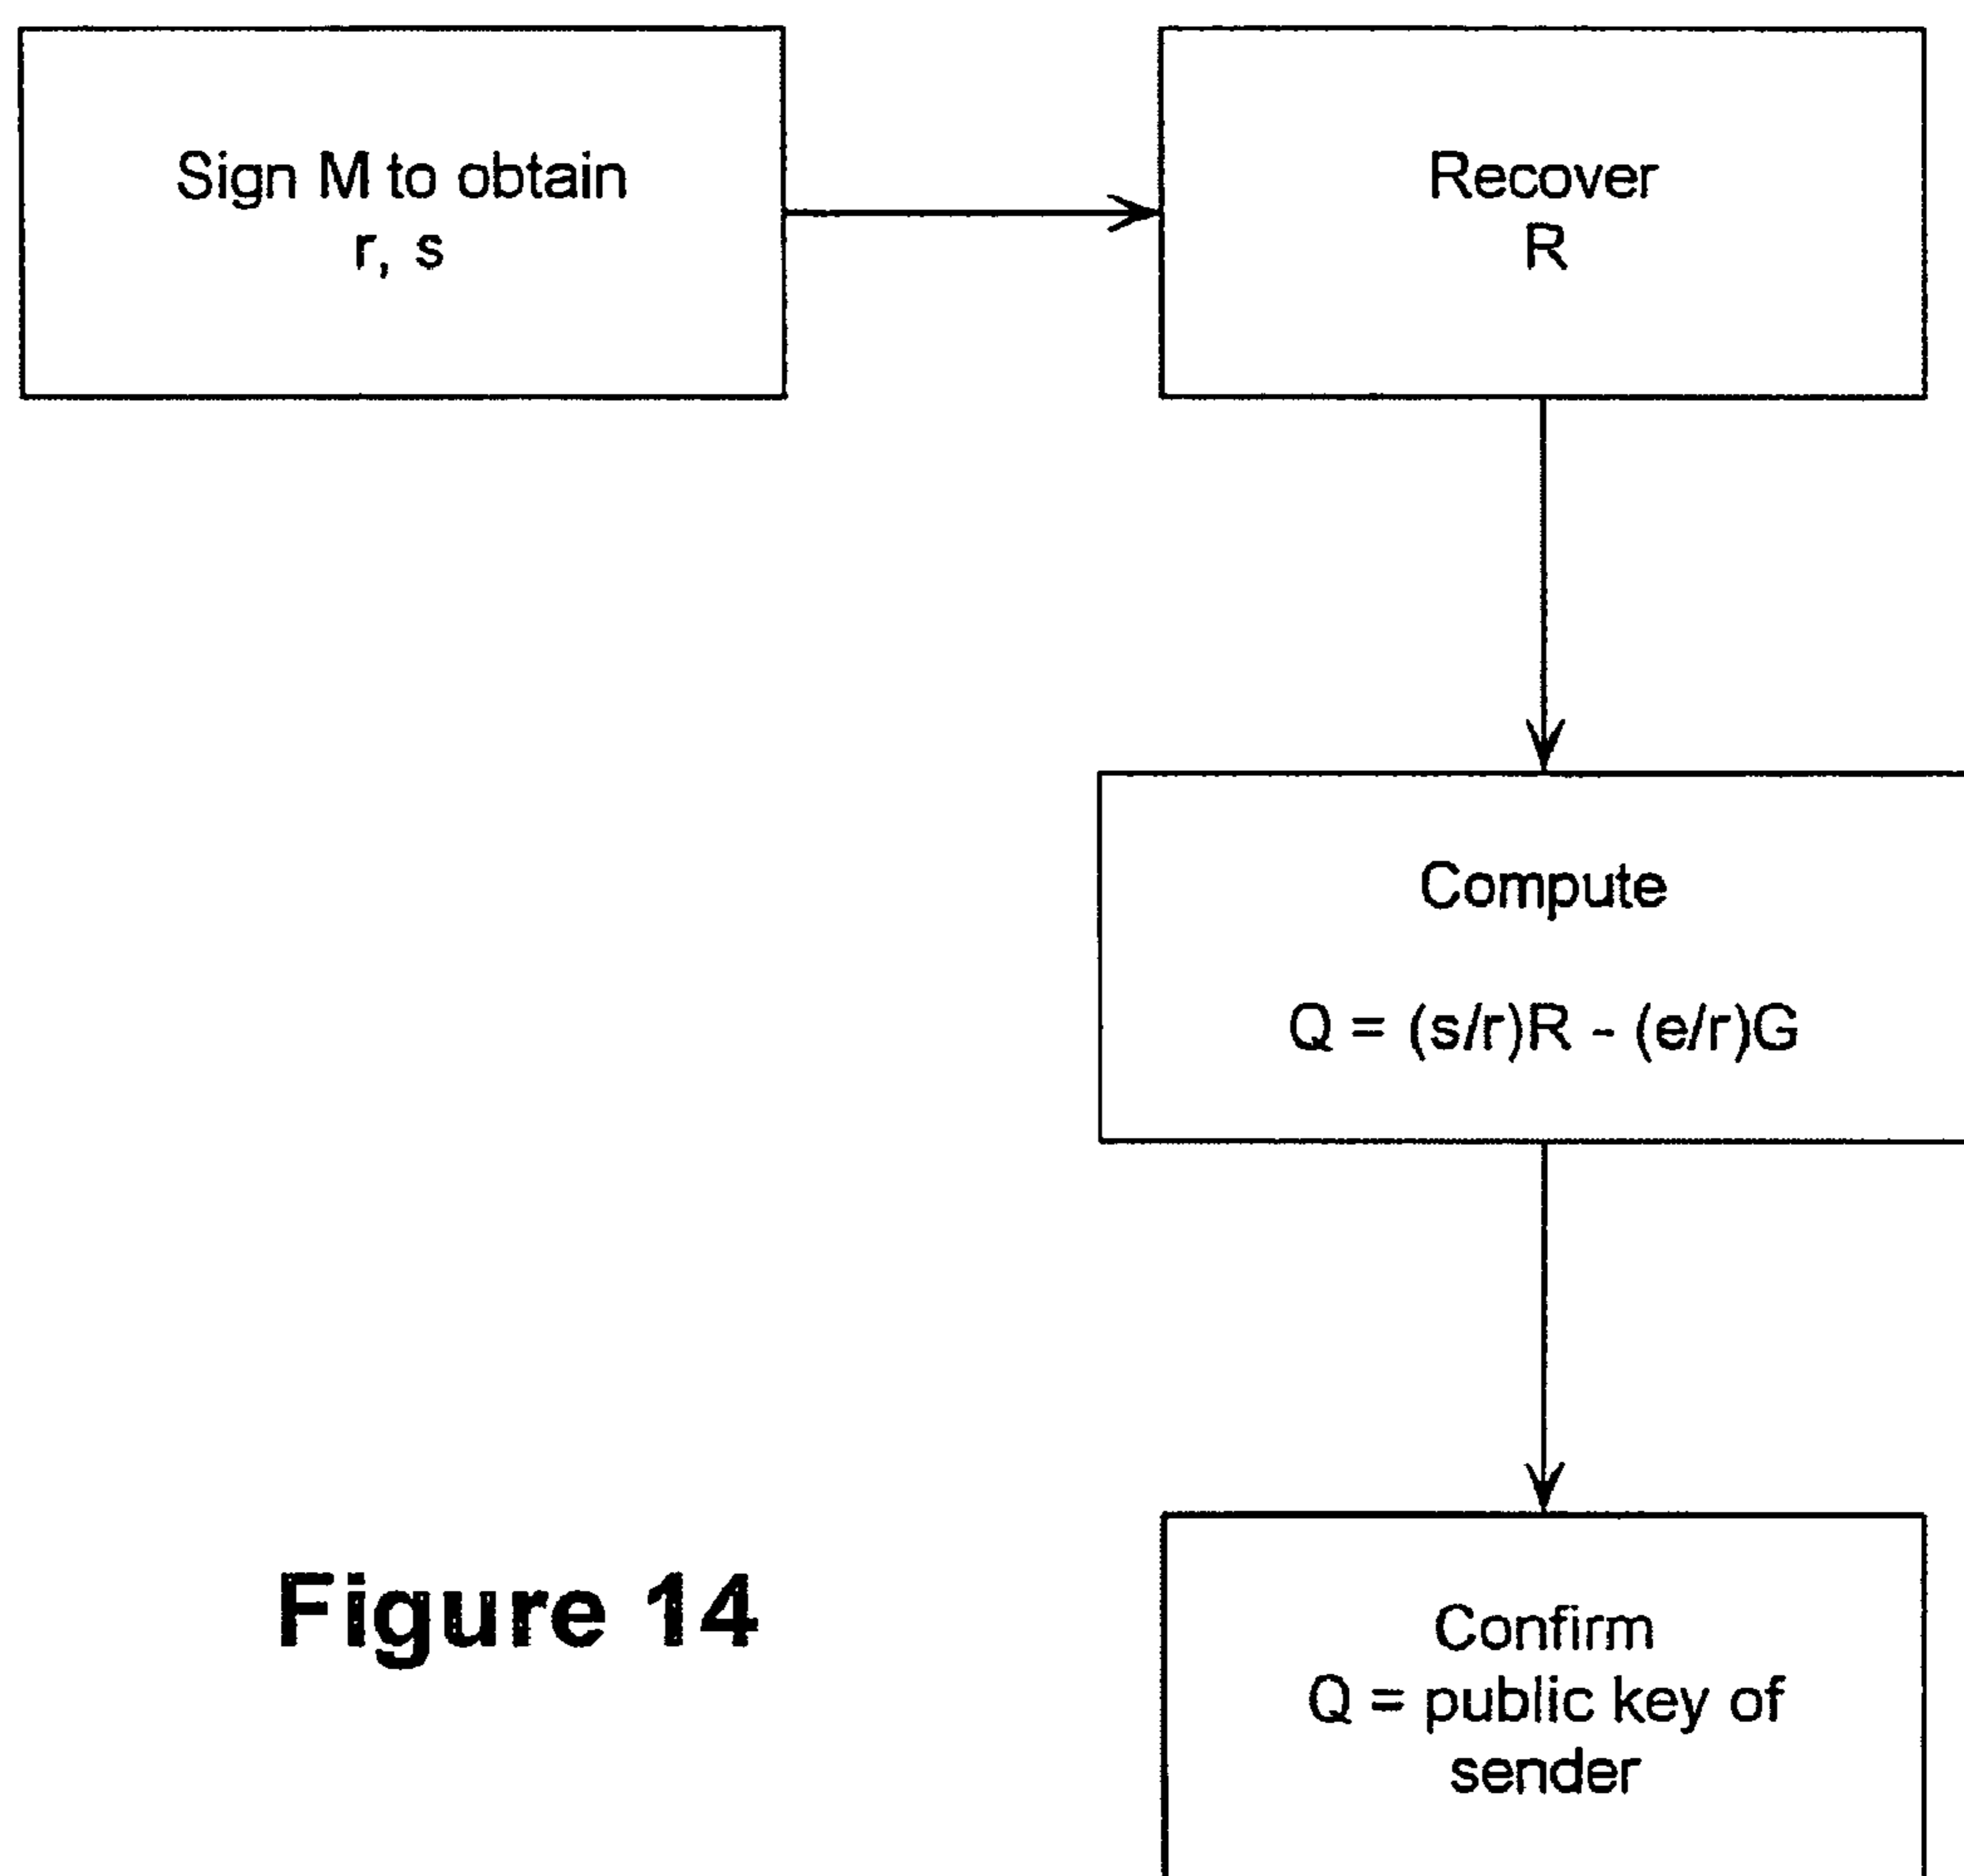 Sign M to obtain
r, s
Recover
R
Compute
Q = (s/r)R - (e/r)G
Confirm
Q = public key of
sender
Figure 14